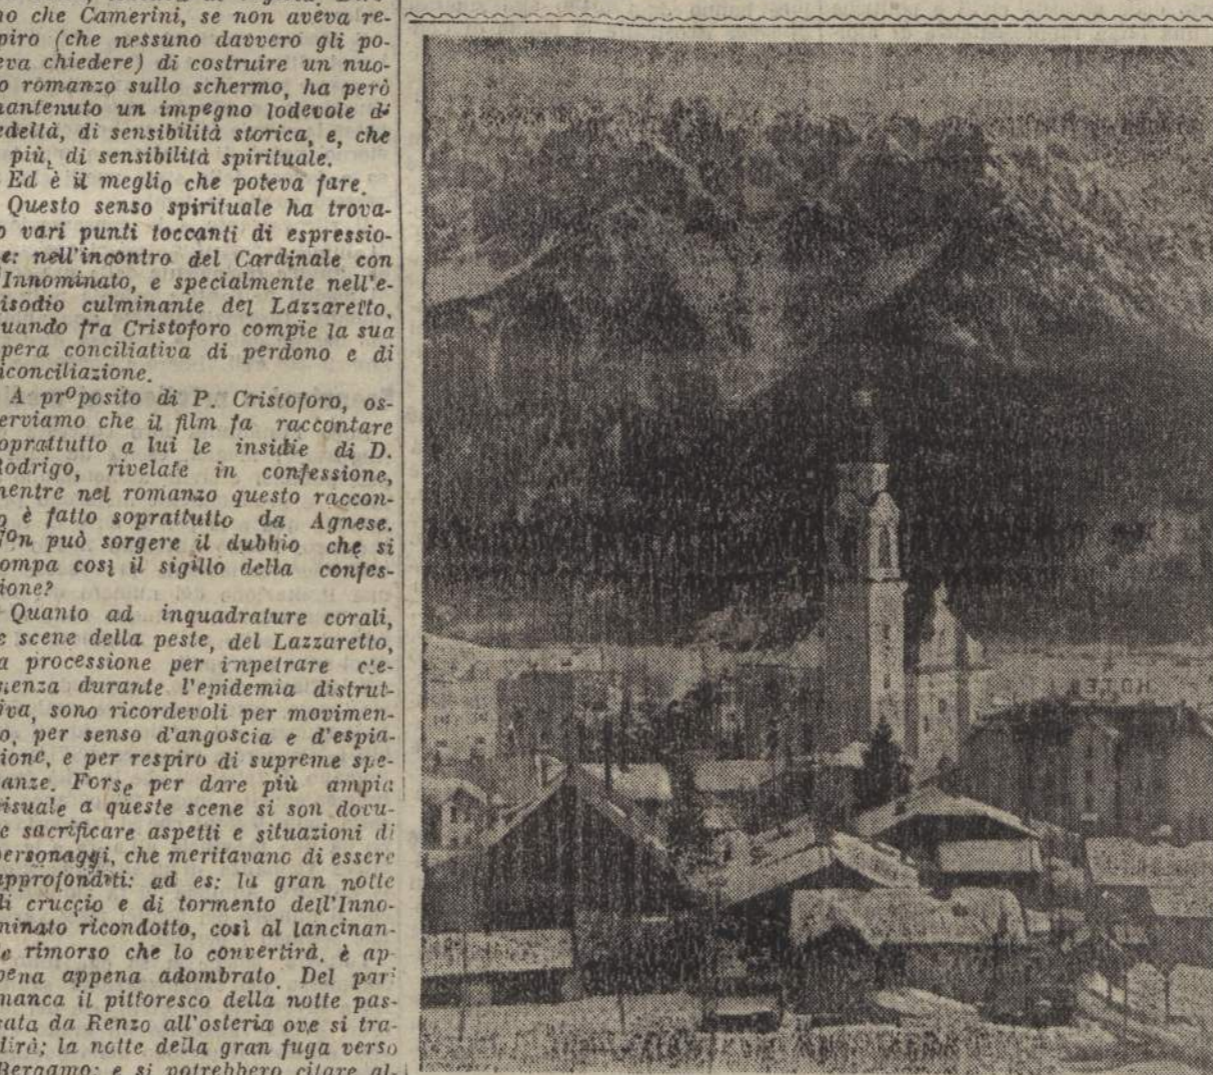 no che Camerini, se non aveva re-
piro (che nessuno davvero gli po-
eva chiedere) di costruire un nuo-
o romanzo sullo schermo, ha però
mantenuto un impegno lodevole di
edeltà, di sensibilità storica, e, che
più, di sensibilità spirituale.
Ed è il meglio che poteva fare.
Questo senso spirituale ha trova-
o vari punti toccanti di espressio-
e: nell'incontro del Cardinale con
Innominato, e specialmente nell'e-
isodio culminante del Lazzaretto,
uando fra Cristoforo compie la sua
pera conciliativa di perdono e di
iconciliazione.
A proposito di P. Cristoforo, os-
erviamo che il film fa raccontare
oprattutto a lui le insidie di D.
Rodrigo, rivelate in confessione,
mentre nel romanzo questo raccon-
o è fatto soprattutto da Agnese.
Non può sorgere il dubbio che si
ompa così il sigillo della confes-
ione?
Quanto ad inquadrature corali,
e scene della peste, del Lazzaretto,
a processione per inpetrare cle-
menza durante l'epidemia distrut-
iva, sono ricordevoli per movimen-
o, per senso d'angoscia e d'espia-
ione, e per respiro di supreme spe-
anze. Forse per dare più ampia
visuale a queste scene si son dovu-
e sacrificare aspetti e situazioni di
personaggi, che meritavano di essere
approfonditi: ad es: la gran notte
di cruccio e di tormento dell'Inno-
minato ricondotto, così al lancinan-
e rimorso che lo convertirà, è ap-
pena appena adombrato. Del pari
manca il pittoresco della notte pas-
sata da Renzo all'osteria ove si tra-
dirà; la notte della gran fuga verso
Bergamo; e si potrebbero citare al-
HOTEL